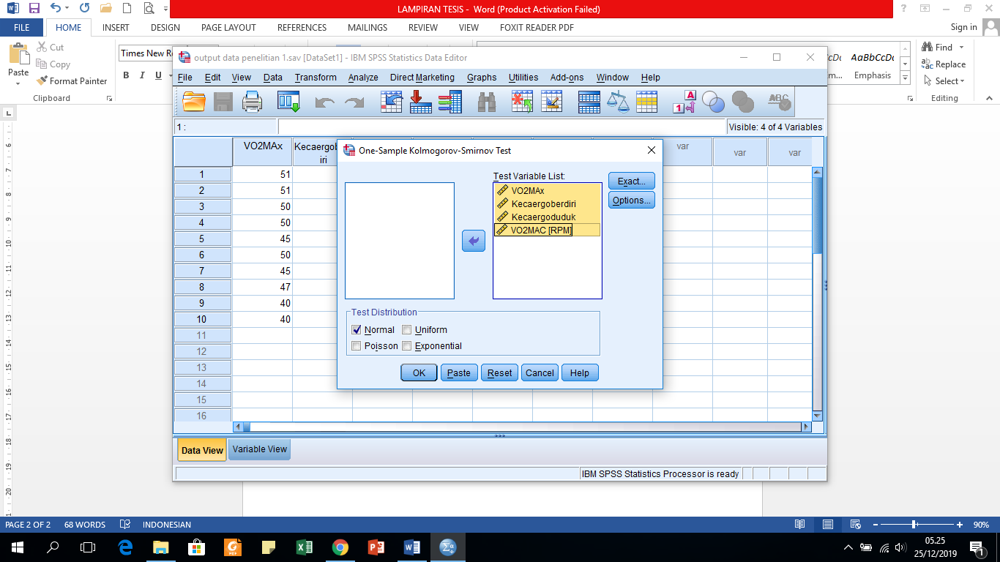 LAMPIRAN TESIS - Word (Product Activation Failed)
FILE HOME INSERT DESIGN PAGE LAYOUT REFERENCES MAILINGS REVIEW VIEW FOXIT READER PDF Sign in
Cut
Copy
Format Painter
Paste
Clipboard
Times New R
B I U
AaBbCcDc
Emphasis
Find
Replace
Select
Editing
output data penelitian 1.sav [DataSet1] - IBM SPSS Statistics Data Editor
File Edit View Data Transform Analyze Direct Marketing Graphs Utilities Add-ons Window Help
1 :
Visible: 4 of 4 Variables
VO2MAx Kecaergob var var var
iri
1 51
2 51
3 50
4 50
5 45
6 50
7 45
8 47
9 40
10 40
11
12
13
14
15
16
One-Sample Kolmogorov-Smirnov Test
Test Variable List:
VO2MAx
Kecaergoberdiri
Kecaergoduduk
VO2MAC [RPM]
Exact...
Options...
Test Distribution
Normal Uniform
Poisson Exponential
OK Paste Reset Cancel Help
Data View Variable View
IBM SPSS Statistics Processor is ready
PAGE 2 OF 2 68 WORDS INDONESIAN 90%
05.25
25/12/2019